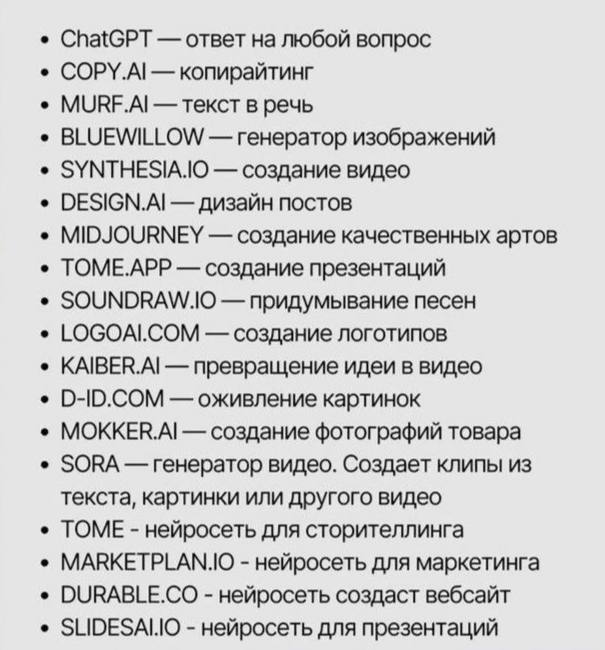 • ChatGPT — ответ на любой вопрос
• COPY.AI — копирайтинг
• MURF.AI — текст в речь
• BLUEWILLOW — генератор изображений
• SYNTHESIA.IO — создание видео
• DESIGN.AI — дизайн постов
• MIDJOURNEY — создание качественных артов
• TOME.APP — создание презентаций
• SOUNDRAW.IO — придумывание песен
• LOGOAI.COM — создание логотипов
• KAIBER.AI — превращение идеи в видео
• D-ID.COM — оживление картинок
• MOKKER.AI — создание фотографий товара
• SORA — генератор видео. Создает клипы из
текста, картинки или другого видео
• TOME - нейросеть для сторителлинга
• MARKETPLAN.IO - нейросеть для маркетинга
• DURABLE.CO - нейросеть создаст вебсайт
• SLIDESAI.IO - нейросеть для презентаций